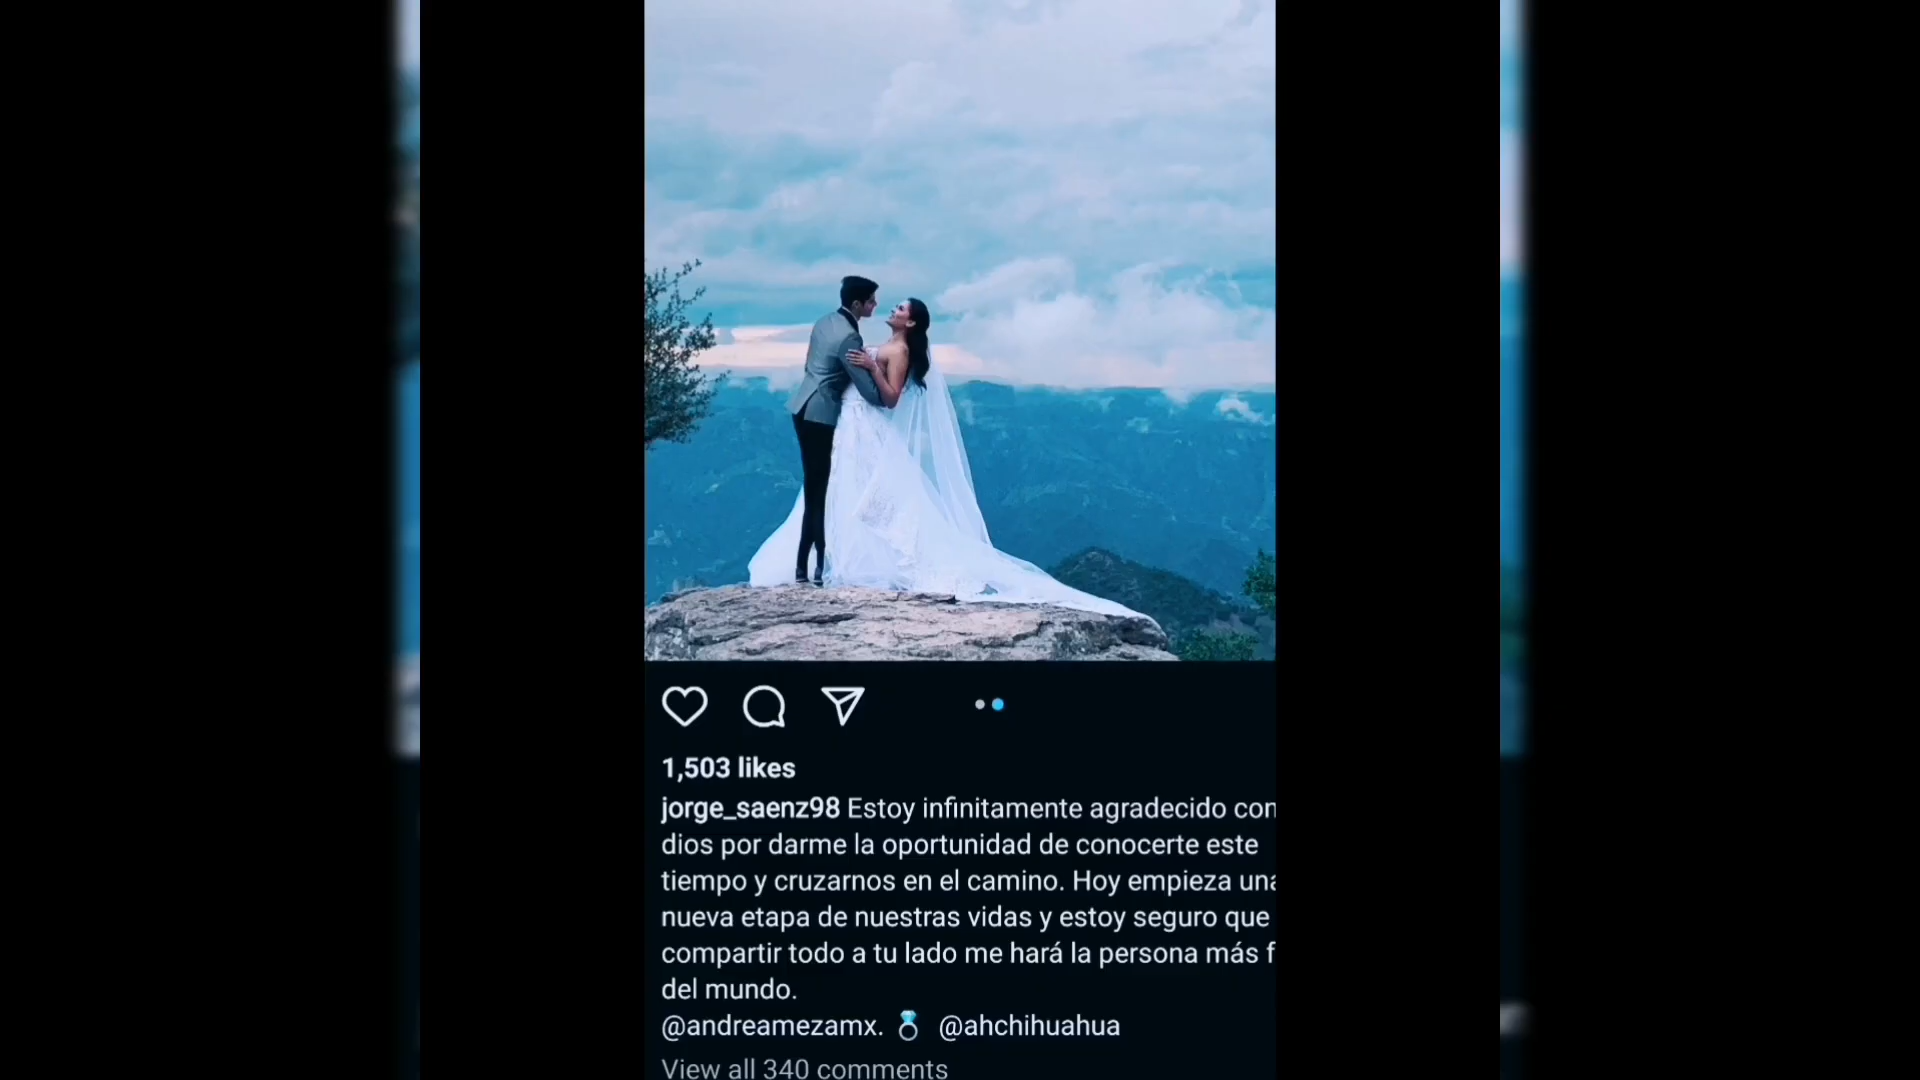 1,503 likes
jorge_saenz98 Estoy infinitamente agradecido con
dios por darme la oportunidad de conocerte este
tiempo y cruzarnos en el camino. Hoy empieza una
nueva etapa de nuestras vidas y estoy seguro que
compartir todo a tu lado me hará la persona más f
del mundo.
@andreamezamx. 💍 @ahchihuahua
View all 340 comments